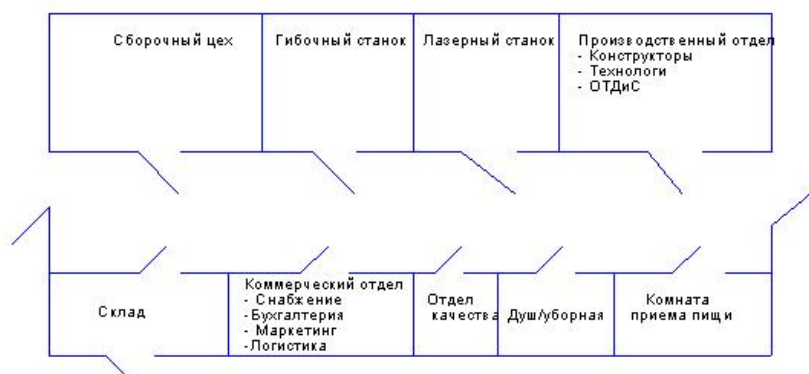 Сборочный цех
Гибочный станок
Лазерный станок
Производственный отдел
- Конструкторы
- Технологи
- ОТДиС
Склад
Коммерческий отдел
- Снабжение
-Бухгалтерия
- Маркетинг
-Логистика
Отдел
качества
Душ/уборная
Комната
приема пищи